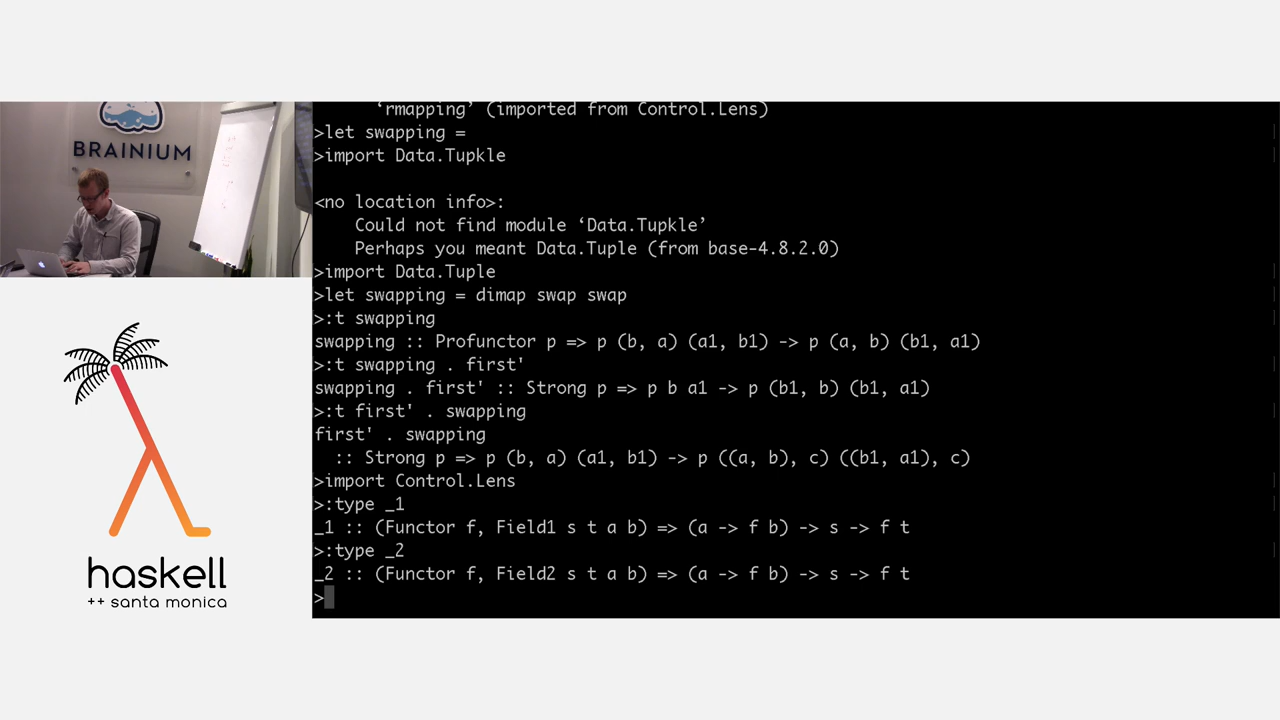 BRAINIUM
‘rmapping’ (imported from Control.Lens)
>let swapping =
>import Data.Tupkle
<no location info>:
Could not find module ‘Data.Tupkle’
Perhaps you meant Data.Tuple (from base-4.8.2.0)
>import Data.Tuple
>let swapping = dimap swap swap
>:t swapping
swapping :: Profunctor p => p (b, a) (a1, b1) -> p (a, b) (b1, a1)
>:t swapping . first'
swapping . first' :: Strong p => p b a1 -> p (b1, b) (b1, a1)
>:t first' . swapping
first' . swapping
:: Strong p => p (b, a) (a1, b1) -> p ((a, b), c) ((b1, a1), c)
>import Control.Lens
>:type _1
_1 :: (Functor f, Field1 s t a b) => (a -> f b) -> s -> f t
>:type _2
_2 :: (Functor f, Field2 s t a b) => (a -> f b) -> s -> f t
>
haskell
++ santa monica